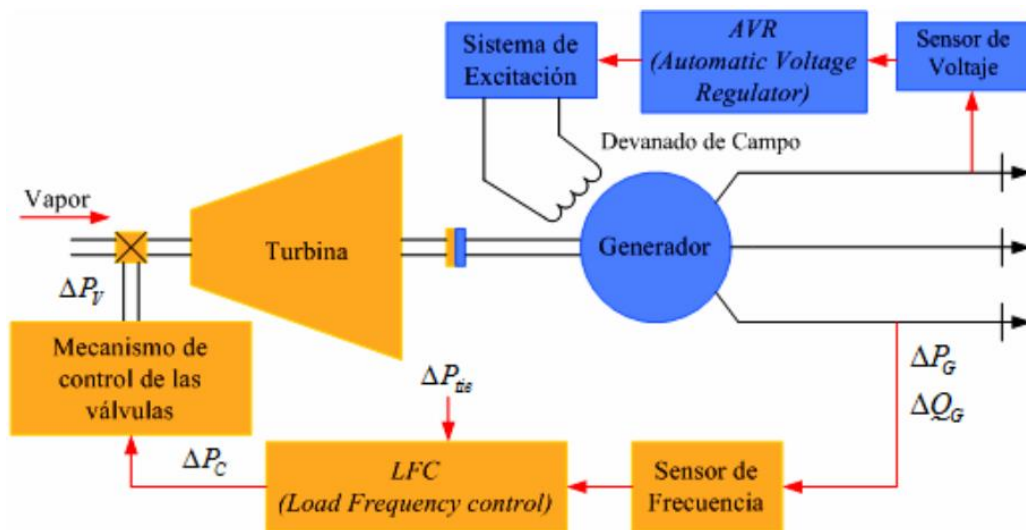 Sistema de
Excitación
AVR
(Automatic Voltage
Regulator)
Sensor de
Voltaje
Devanado de Campo
Vapor
Turbina
Generador
ΔP_V
Mecanismo de
control de las
válvulas
ΔP_tie
ΔP_G
ΔQ_G
ΔP_C
LFC
(Load Frequency control)
Sensor de
Frecuencia